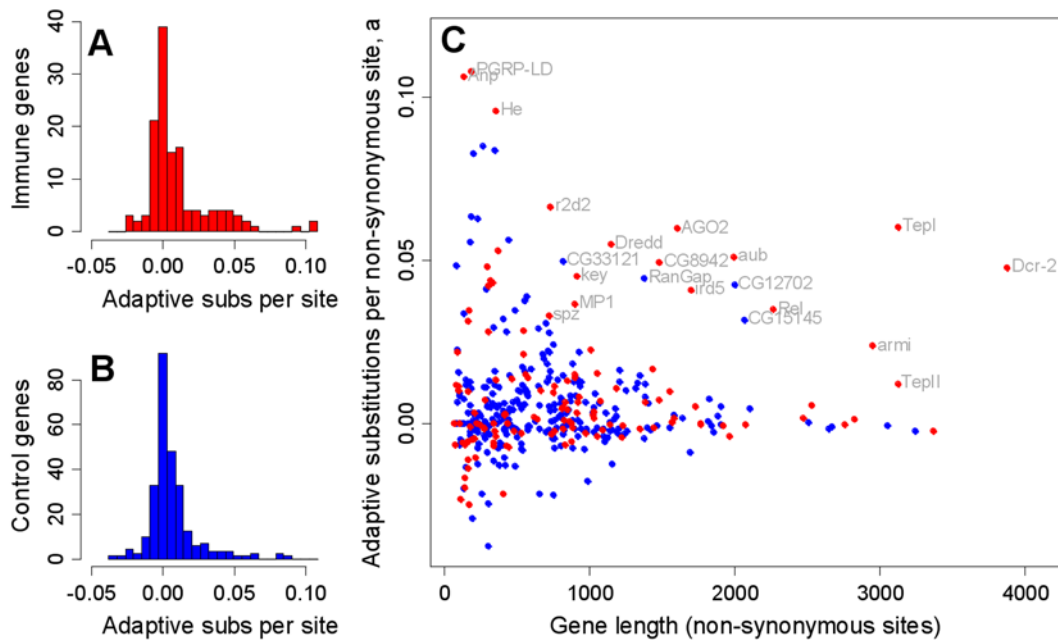 A
Immune genes
0 10 20 30 40
-0.05 0.00 0.05 0.10
Adaptive subs per site
B
Control genes
0 20 40 60 80
-0.05 0.00 0.05 0.10
Adaptive subs per site
C
Adaptive substitutions per non-synonymous site, a
0.00 0.05 0.10
PGRP-LD
Anp
He
r2d2
AGO2
TepI
Dredd
CG33121
CG8942
aub
Dcr-2
key
RanGap
CG12702
ird5
MP1
Rel
spz
CG15145
armi
TepII
0 1000 2000 3000 4000
Gene length (non-synonymous sites)